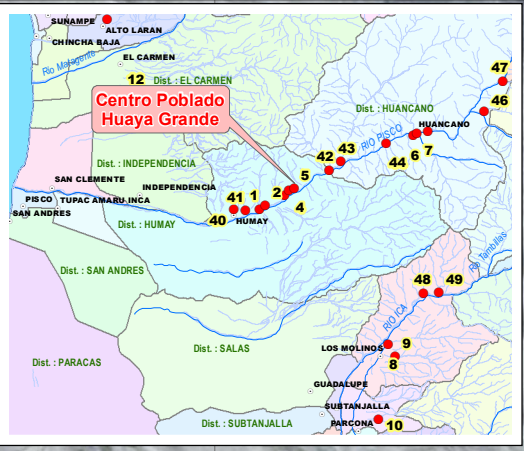 SUNAMPE
ALTO LARAN
CHINCHA BAJA
EL CARMEN
Rio Matagente
12
Dist. : EL CARMEN
47
Centro Poblado
Huaya Grande
46
Dist. : HUANCANO
HUANCANO
RIO PISCO
43
42
44
6
7
Dist. : INDEPENDENCIA
5
SAN CLEMENTE
INDEPENDENCIA
41
1
2
4
PISCO
TUPAC AMARU INCA
SAN ANDRES
40
HUMAY
Dist. : HUMAY
Rio Tambillas
Dist. : SAN ANDRES
48
49
RIO ICA
Dist. : SALAS
LOS MOLINOS
9
8
Dist. : PARACAS
GUADALUPE
SUBTANJALLA
Dist. : SUBTANJALLA
PARCONA
10